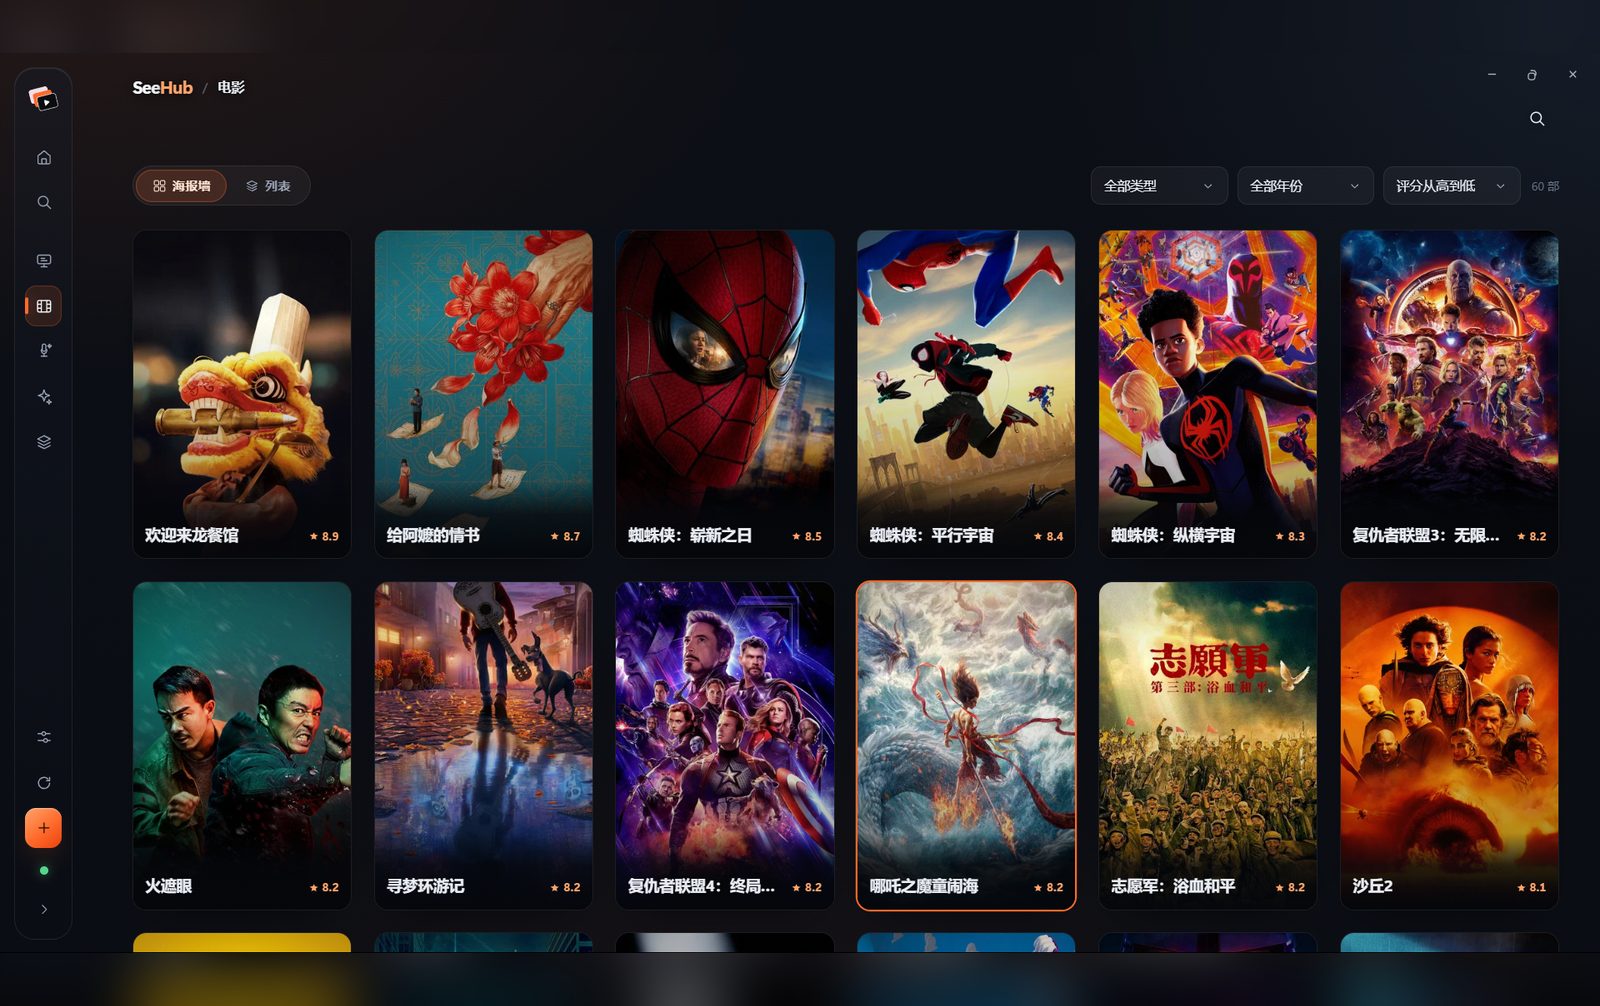 SeeHub / 电影
海报墙 列表 全部类型 全部年份 评分从高到低 60 部
欢迎来龙餐馆 ★ 8.9
给阿嬷的情书 ★ 8.7
蜘蛛侠：崭新之日 ★ 8.5
蜘蛛侠：平行宇宙 ★ 8.4
蜘蛛侠：纵横宇宙 ★ 8.3
复仇者联盟3：无限... ★ 8.2
志願軍
第三部:浴血和平
火遮眼 ★ 8.2
寻梦环游记 ★ 8.2
复仇者联盟4：终局... ★ 8.2
哪吒之魔童闹海 ★ 8.2
志愿军：浴血和平 ★ 8.2
沙丘2 ★ 8.1